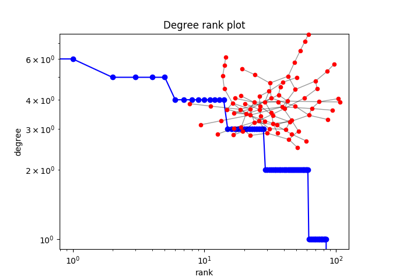 Degree rank plot
degree
6 × 10⁰
4 × 10⁰
3 × 10⁰
2 × 10⁰
10⁰
10⁰ 10¹ 10²
rank